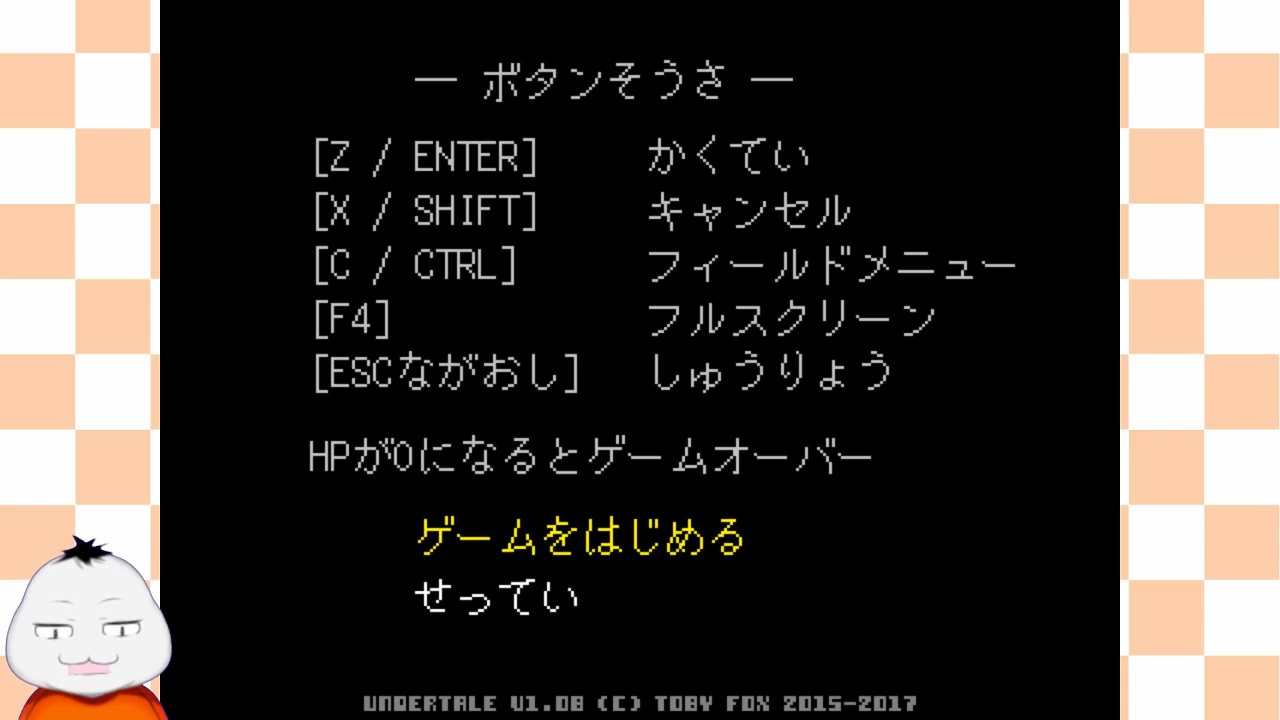 ― ボタンそうさ ―
[Z / ENTER] かくてい
[X / SHIFT] キャンセル
[C / CTRL] フィールドメニュー
[F4] フルスクリーン
[ESCながおし] しゅうりょう
HPが0になるとゲームオーバー
ゲームをはじめる
せってい
UNDERTALE V1.08 (C) TOBY FOX 2015-2017